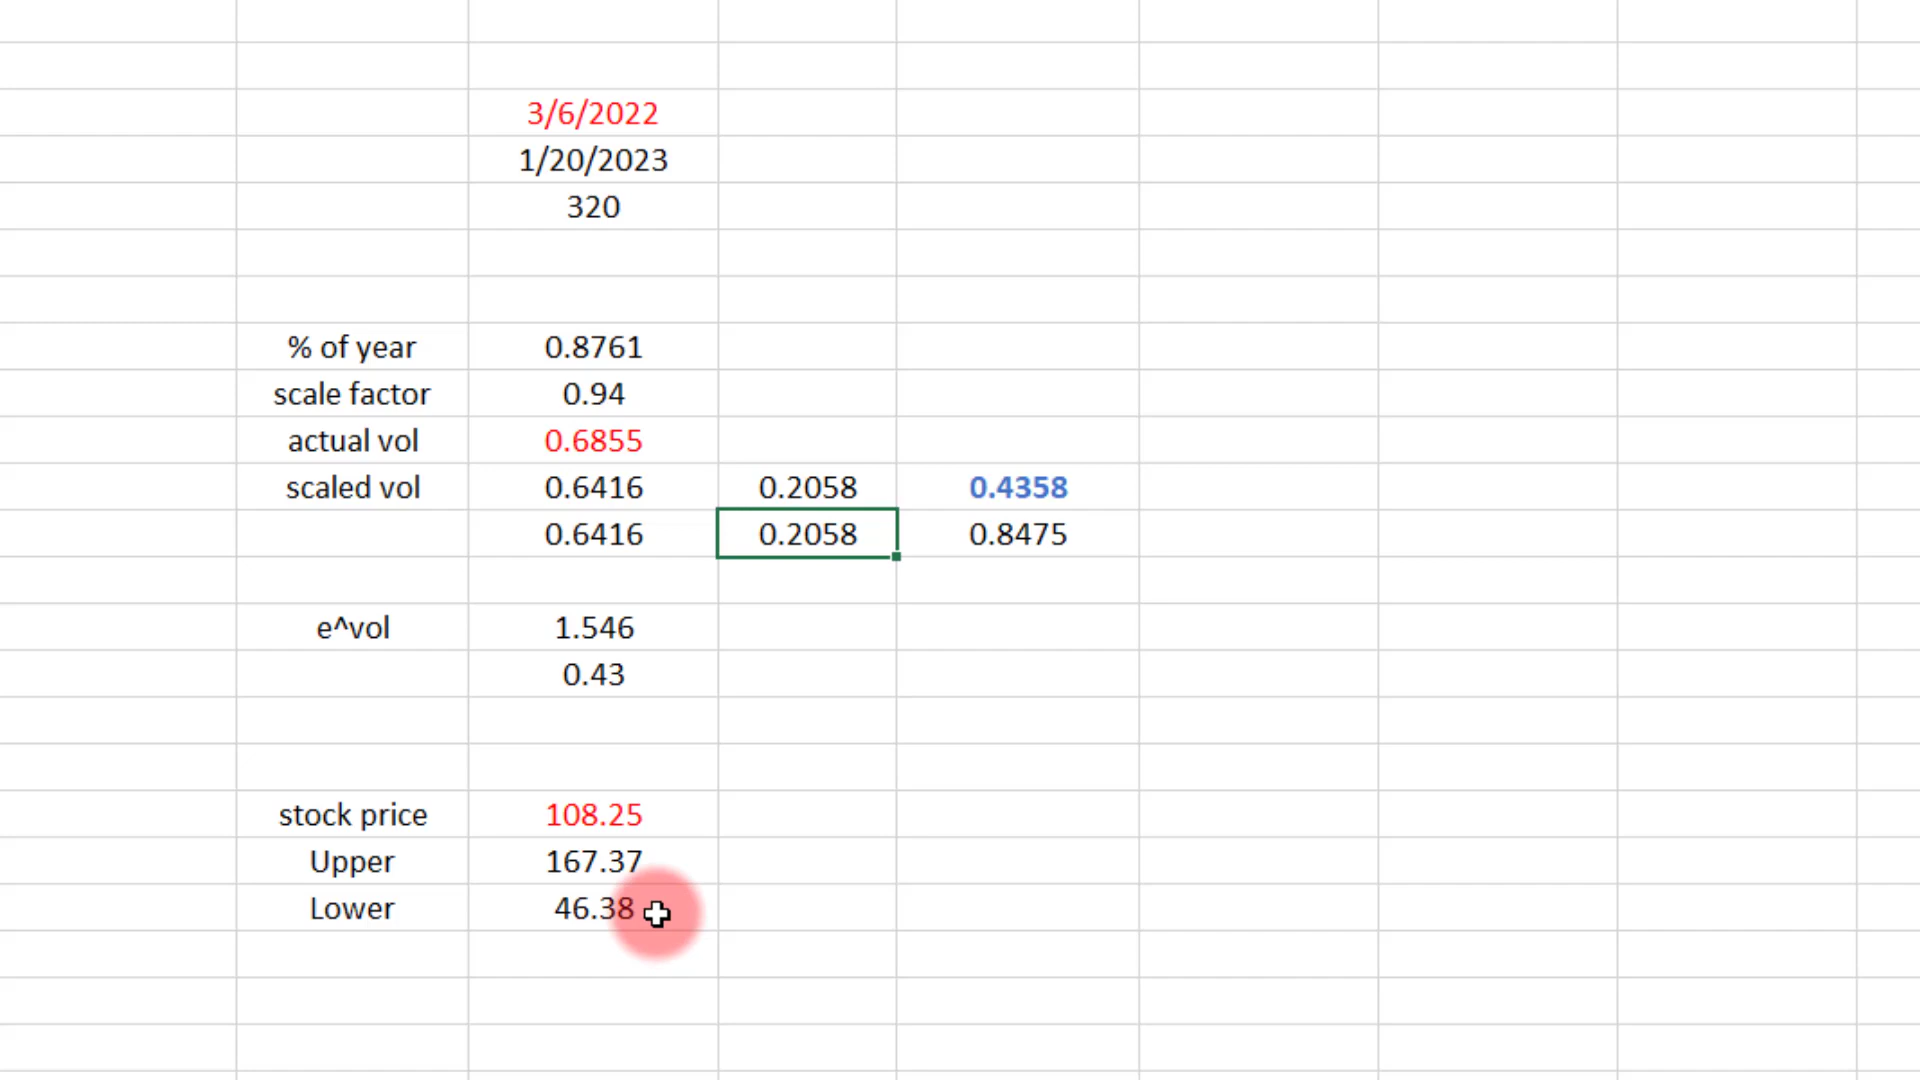 3/6/2022
1/20/2023
320
% of year 0.8761
scale factor 0.94
actual vol 0.6855
scaled vol 0.6416 0.2058 0.4358
0.6416 0.2058 0.8475
e^vol 1.546
0.43
stock price 108.25
Upper 167.37
Lower 46.38